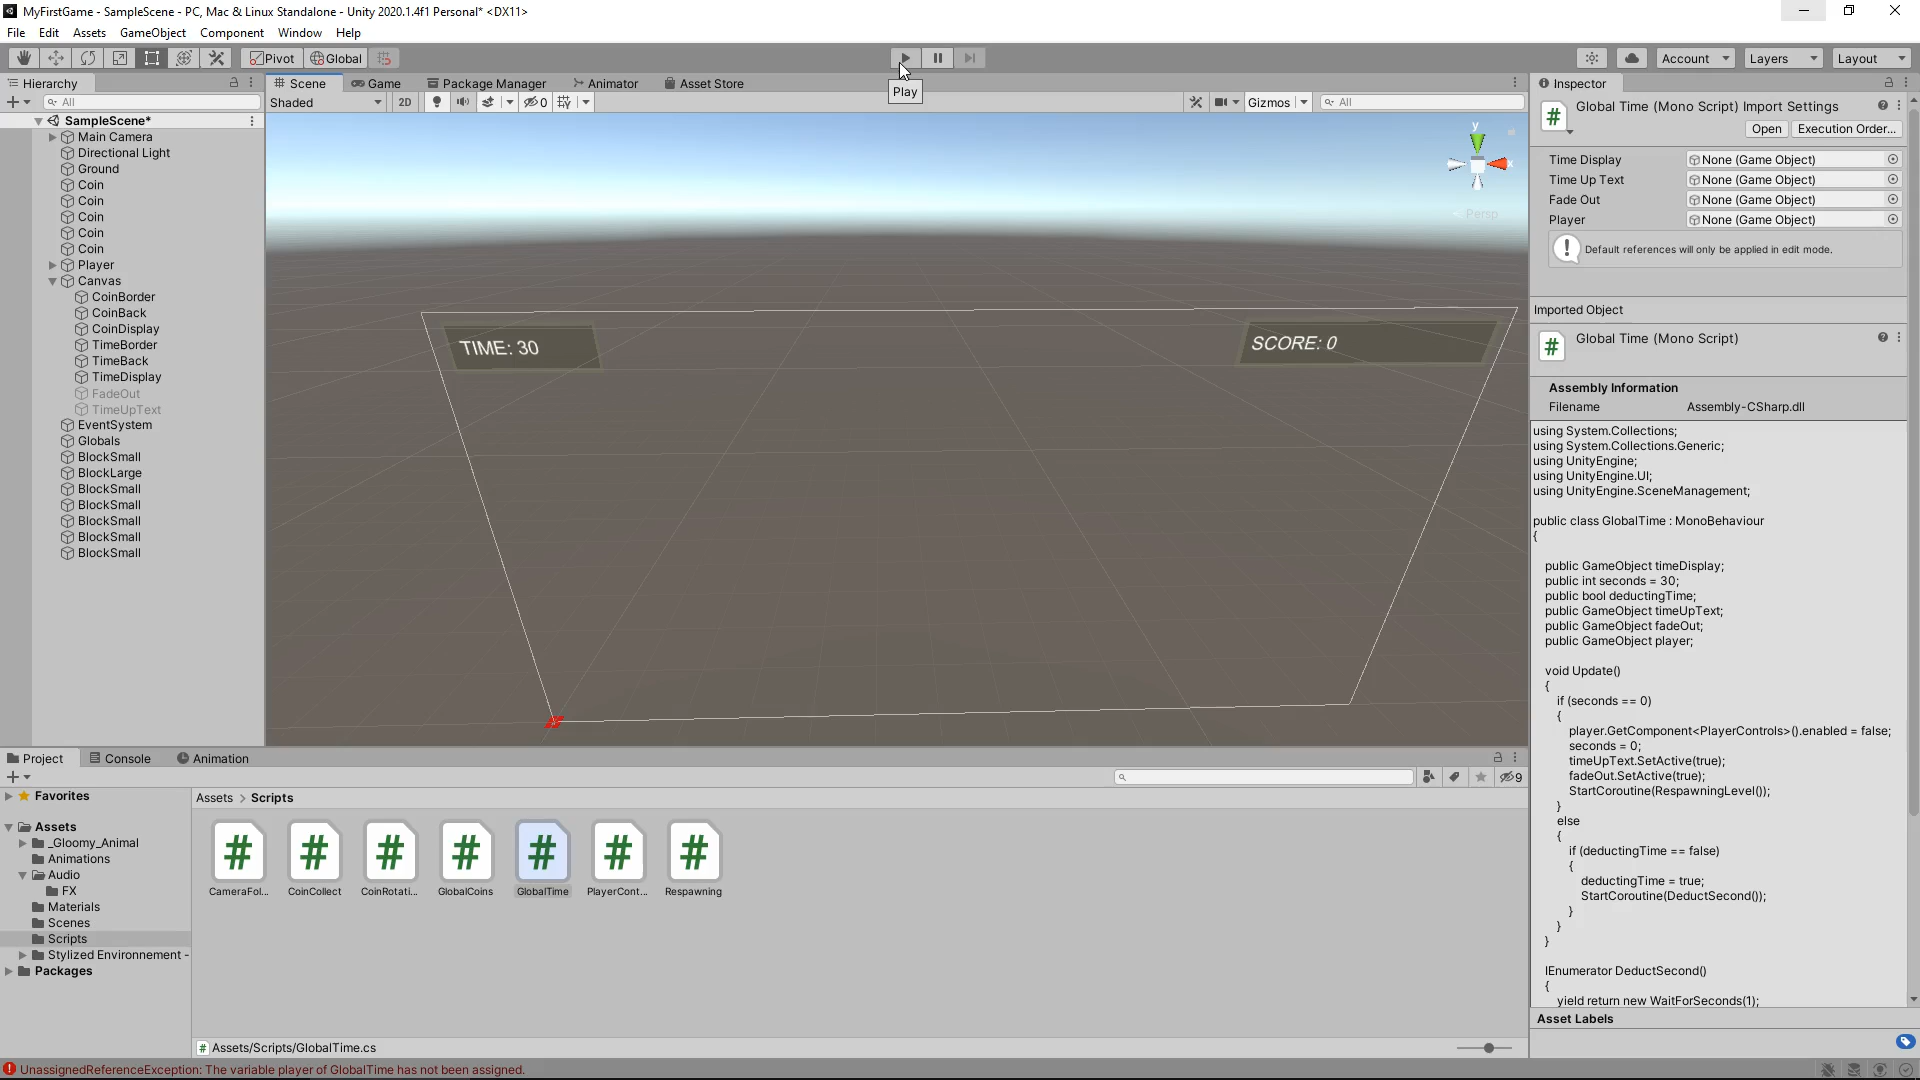 MyFirstGame - SampleScene - PC, Mac & Linux Standalone - Unity 2020.1.4f1 Personal* <DX11>
File Edit Assets GameObject Component Window Help
Pivot Global Account Layers Layout
Hierarchy
Scene Game Package Manager Animator Asset Store
Play
Inspector
All
Shaded 2D 0 Gizmos All
SampleScene*
Main Camera
Directional Light
Ground
Coin
Coin
Coin
Coin
Coin
Player
Canvas
CoinBorder
CoinBack
CoinDisplay
TimeBorder
TimeBack
TimeDisplay
FadeOut
TimeUpText
EventSystem
Globals
BlockSmall
BlockLarge
BlockSmall
BlockSmall
BlockSmall
BlockSmall
BlockSmall
y
x
Persp
TIME: 30
SCORE: 0
Global Time (Mono Script) Import Settings
Open Execution Order...
Time Display None (Game Object)
Time Up Text None (Game Object)
Fade Out None (Game Object)
Player None (Game Object)
Default references will only be applied in edit mode.
Imported Object
Global Time (Mono Script)
Assembly Information
Filename Assembly-CSharp.dll
using System.Collections;
using System.Collections.Generic;
using UnityEngine;
using UnityEngine.UI;
using UnityEngine.SceneManagement;
public class GlobalTime : MonoBehaviour
{
public GameObject timeDisplay;
public int seconds = 30;
public bool deductingTime;
public GameObject timeUpText;
public GameObject fadeOut;
public GameObject player;
void Update()
{
if (seconds == 0)
{
player.GetComponent<PlayerControls>().enabled = false;
seconds = 0;
timeUpText.SetActive(true);
fadeOut.SetActive(true);
StartCoroutine(RespawningLevel());
}
else
{
if (deductingTime == false)
{
deductingTime = true;
StartCoroutine(DeductSecond());
}
}
}
IEnumerator DeductSecond()
{
yield return new WaitForSeconds(1);
Asset Labels
Project Console Animation
9
Favorites
Assets
_Gloomy_Animal
Animations
Audio
FX
Materials
Scenes
Scripts
Stylized Environnement -
Packages
Assets > Scripts
CameraFol... CoinCollect CoinRotati... GlobalCoins GlobalTime PlayerCont... Respawning
Assets/Scripts/GlobalTime.cs
UnassignedReferenceException: The variable player of GlobalTime has not been assigned.